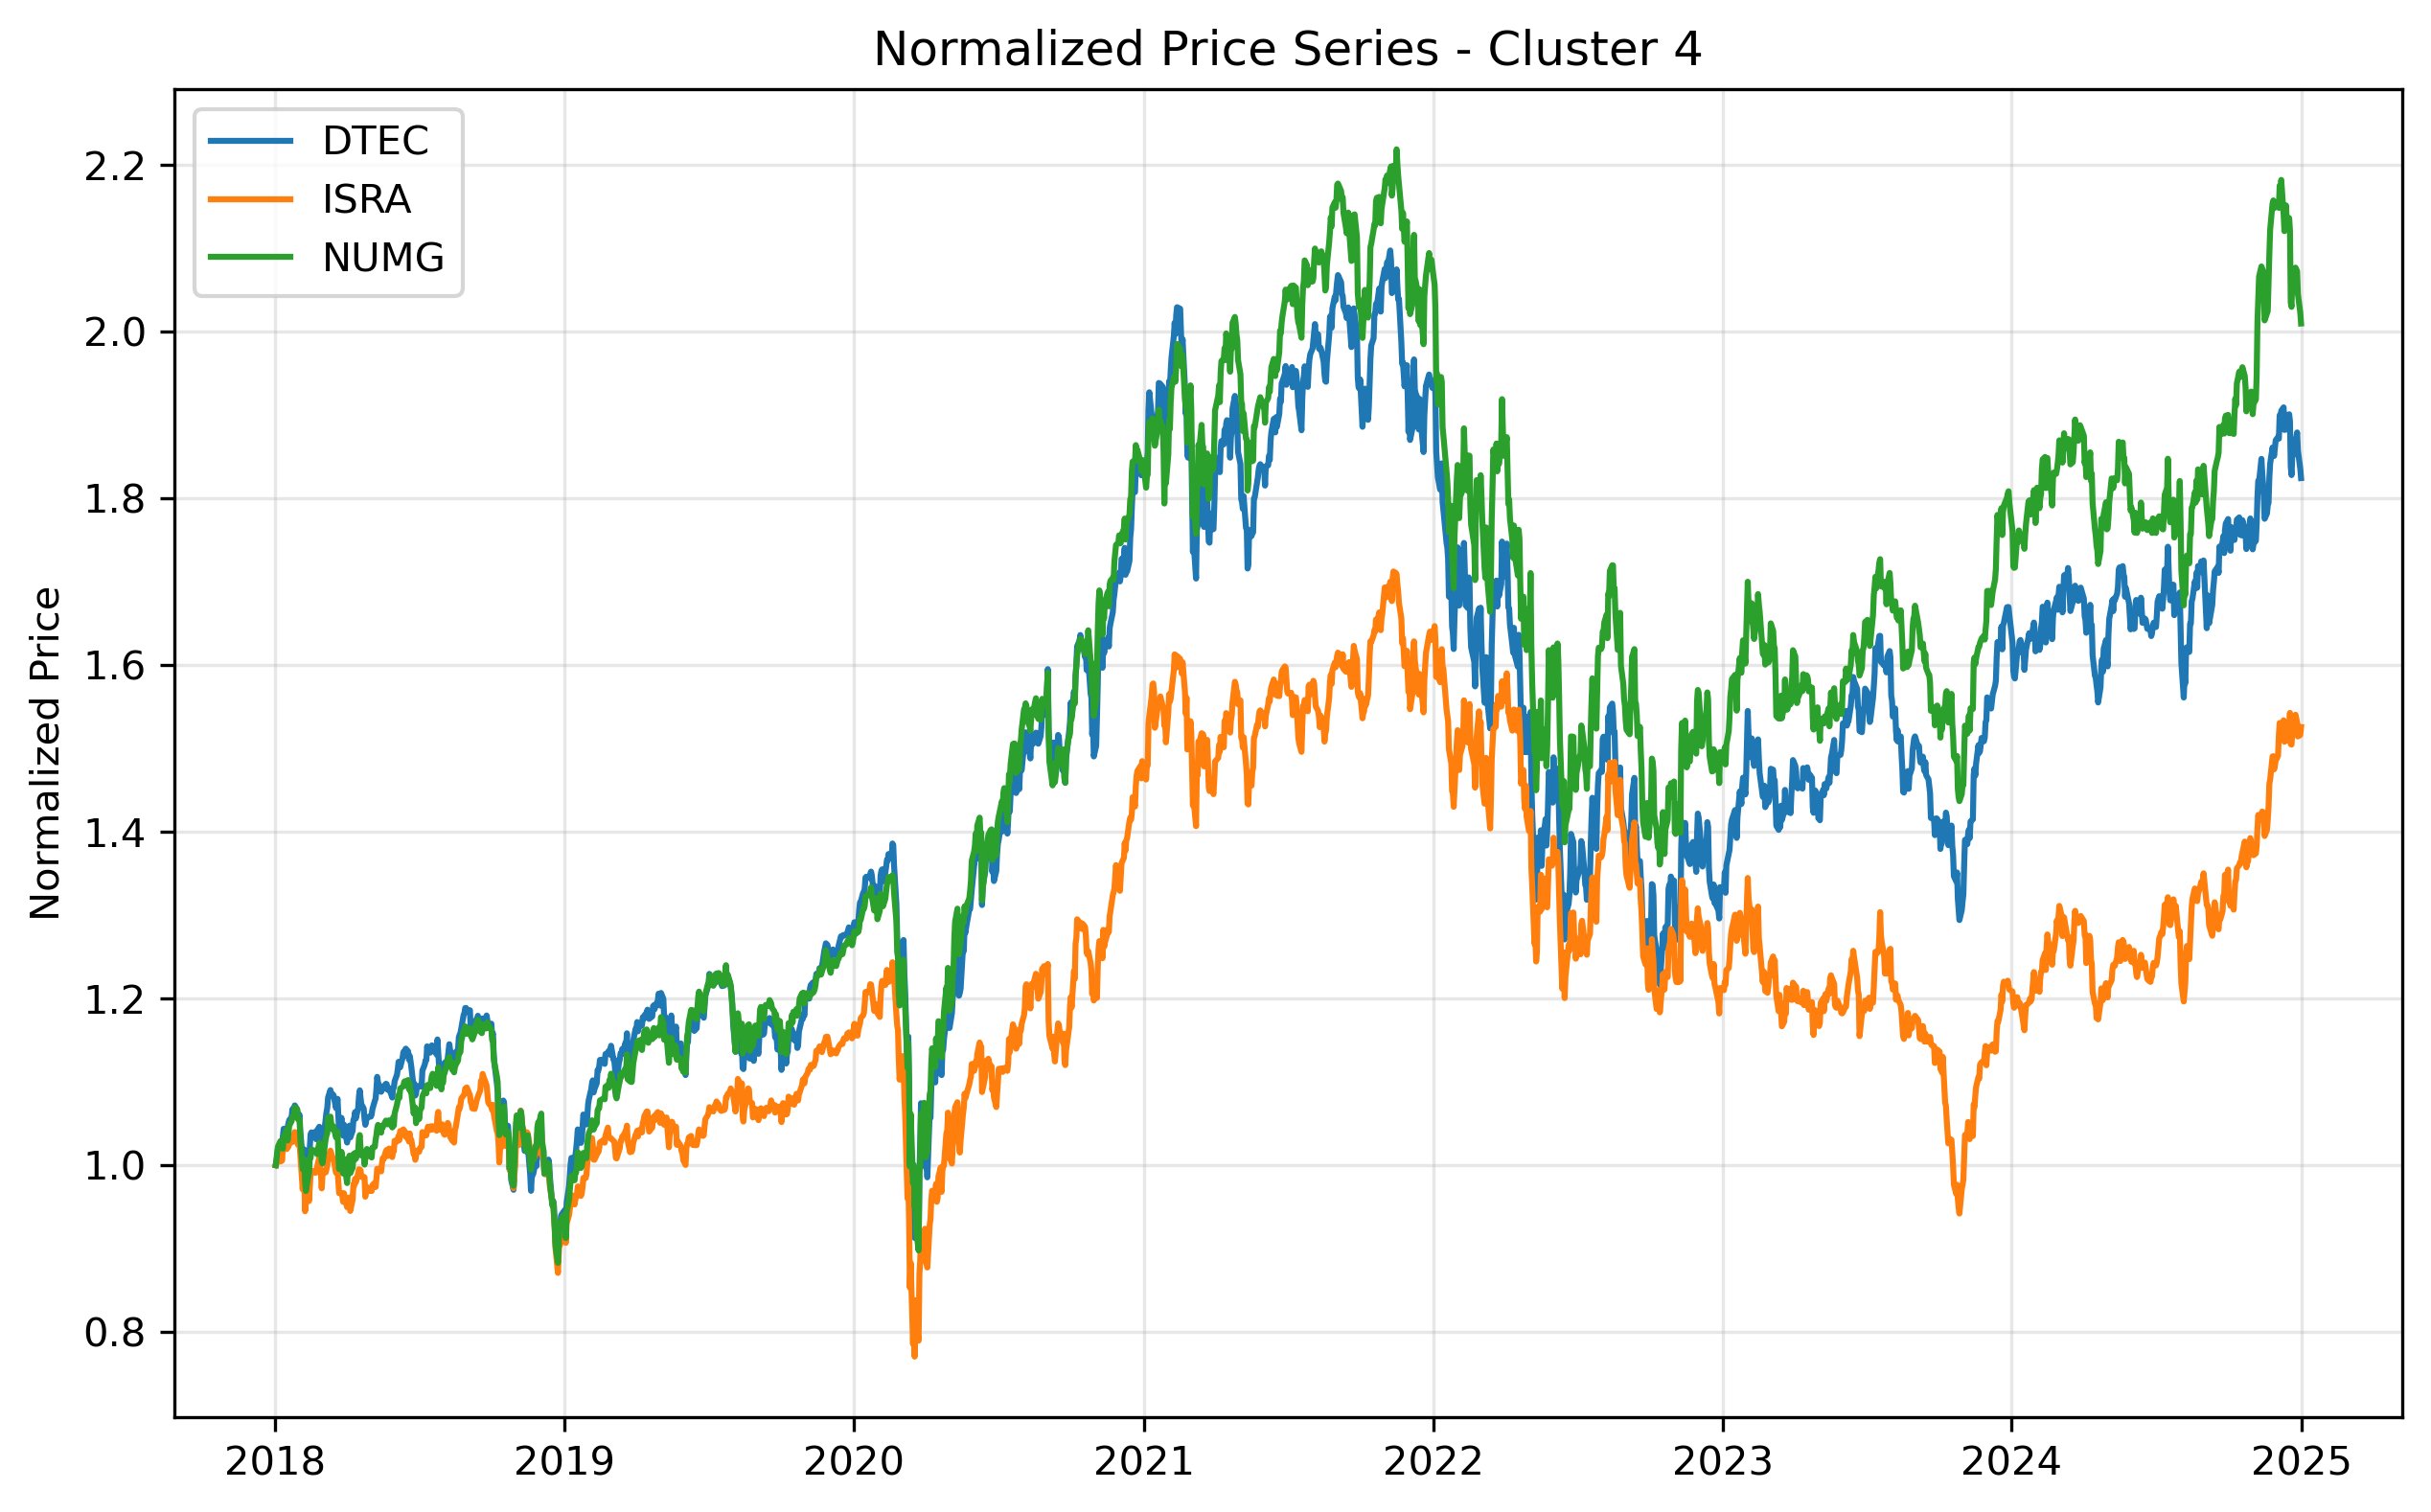 Normalized Price Series - Cluster 4
DTEC
ISRA
NUMG
Normalized Price
2.2
2.0
1.8
1.6
1.4
1.2
1.0
0.8
2018 2019 2020 2021 2022 2023 2024 2025